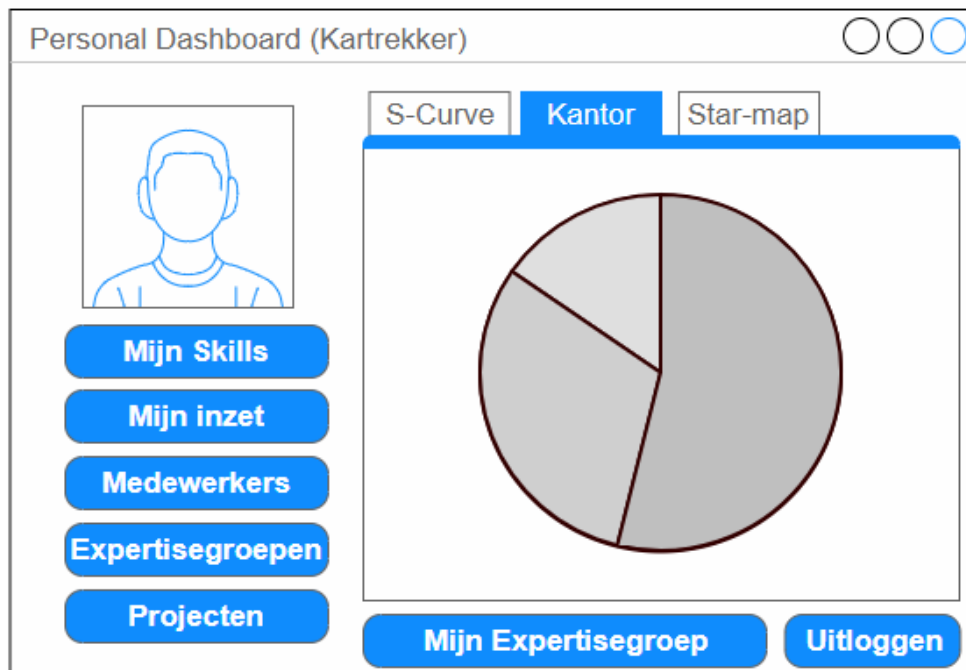 Personal Dashboard (Kartrekker)
S-Curve
Kantor
Star-map
Mijn Skills
Mijn inzet
Medewerkers
Expertisegroepen
Projecten
Mijn Expertisegroep
Uitloggen